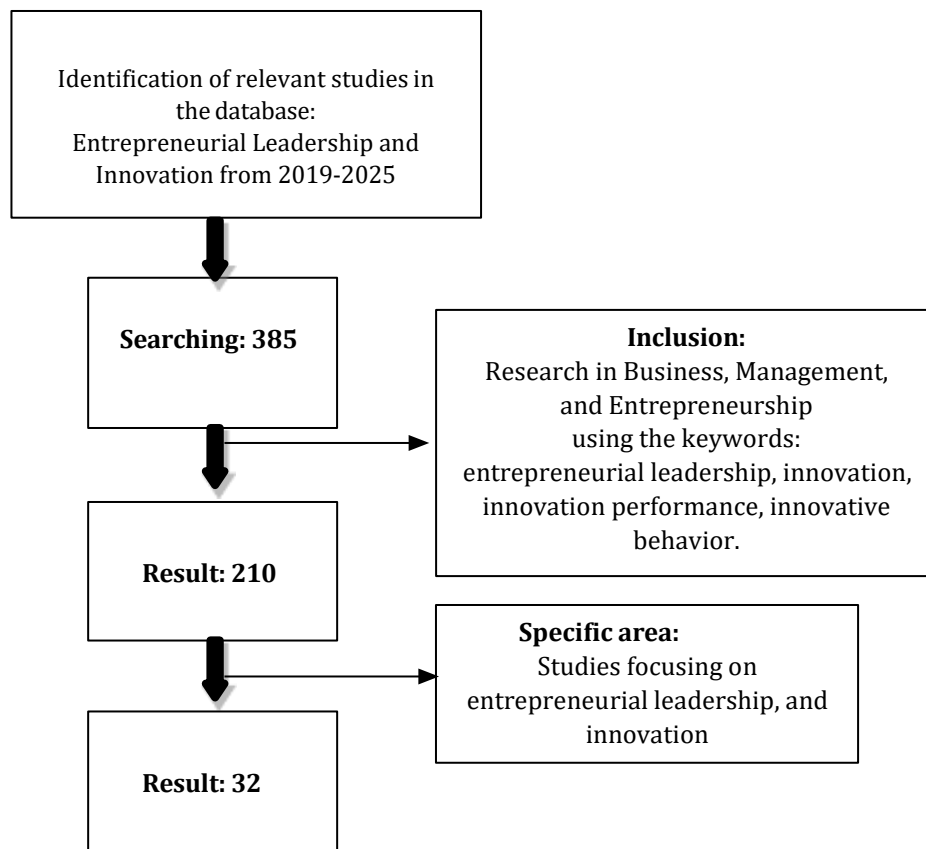 Identification of relevant studies in
the database:
Entrepreneurial Leadership and
Innovation from 2019-2025
Searching: 385
Inclusion:
Research in Business, Management,
and Entrepreneurship
using the keywords:
entrepreneurial leadership, innovation,
innovation performance, innovative
behavior.
Result: 210
Specific area:
Studies focusing on
entrepreneurial leadership, and
innovation
Result: 32